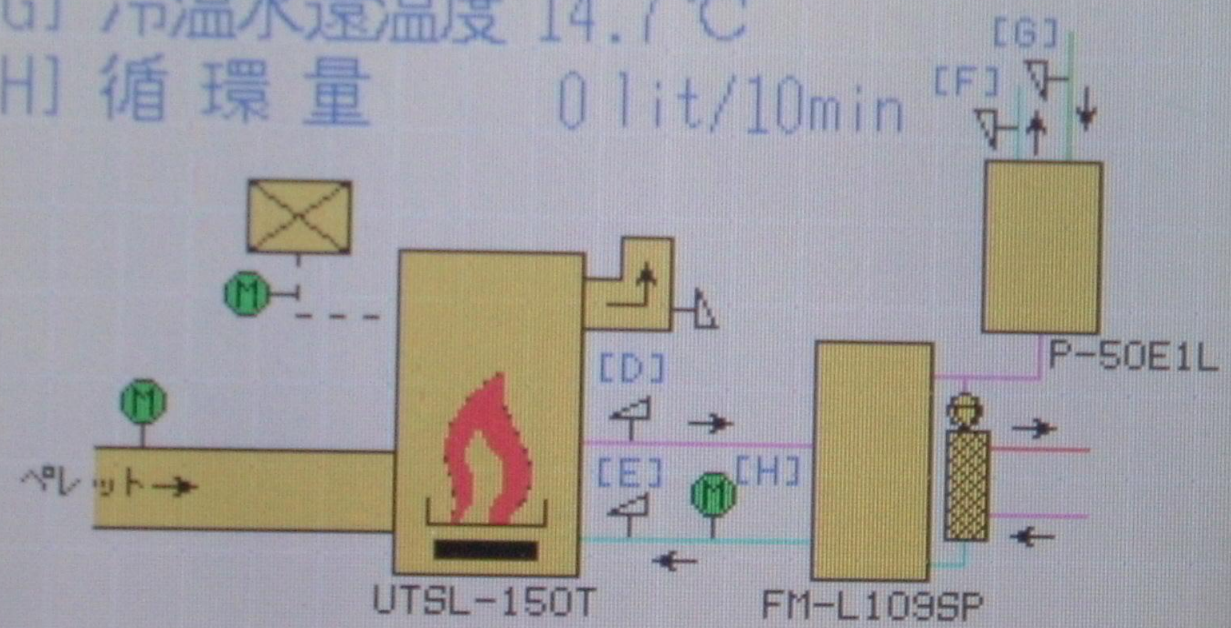 G] 冷温水還温度 14.7℃
[G]
H] 循環量 0 lit/10min
[F]
M
[D]
P-50E1L
M
[E]
M
[H]
ペレット→
UTSL-150T
FM-L109SP